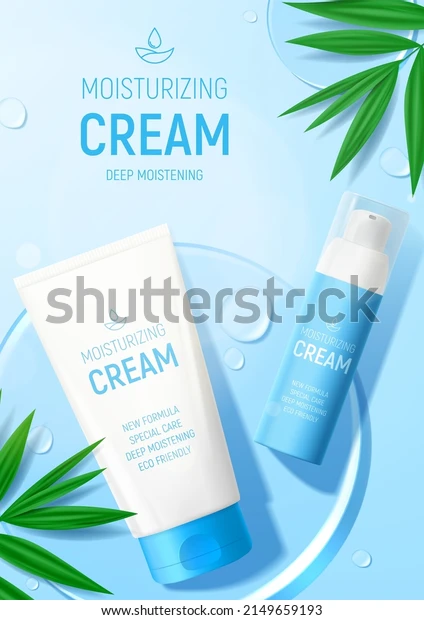 MOISTURIZING
CREAM
DEEP MOISTENING
MOISTURIZING
CREAM
NEW FORMULA
SPECIAL CARE
DEEP MOISTENING
ECO FRIENDLY
MOISTURIZING
CREAM
NEW FORMULA
SPECIAL CARE
DEEP MOISTENING
ECO FRIENDLY
shutterstock
shutterstock.com · 2149659193